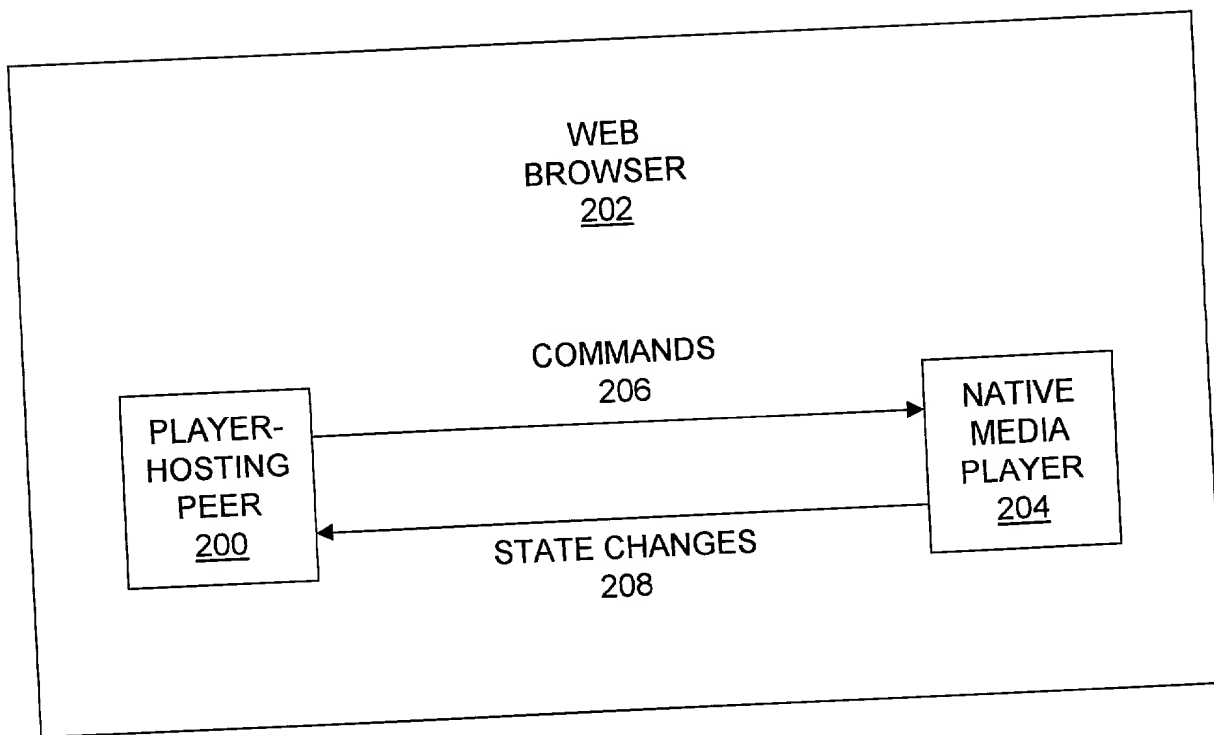 WEB
BROWSER
202
COMMANDS
206
PLAYER-
HOSTING
PEER
200
NATIVE
MEDIA
PLAYER
204
STATE CHANGES
208